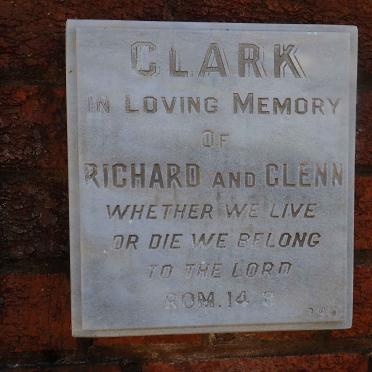 CLARK
IN LOVING MEMORY
OF
RICHARD AND GLENN
WHETHER WE LIVE
OR DIE WE BELONG
TO THE LORD
ROM. 14 8